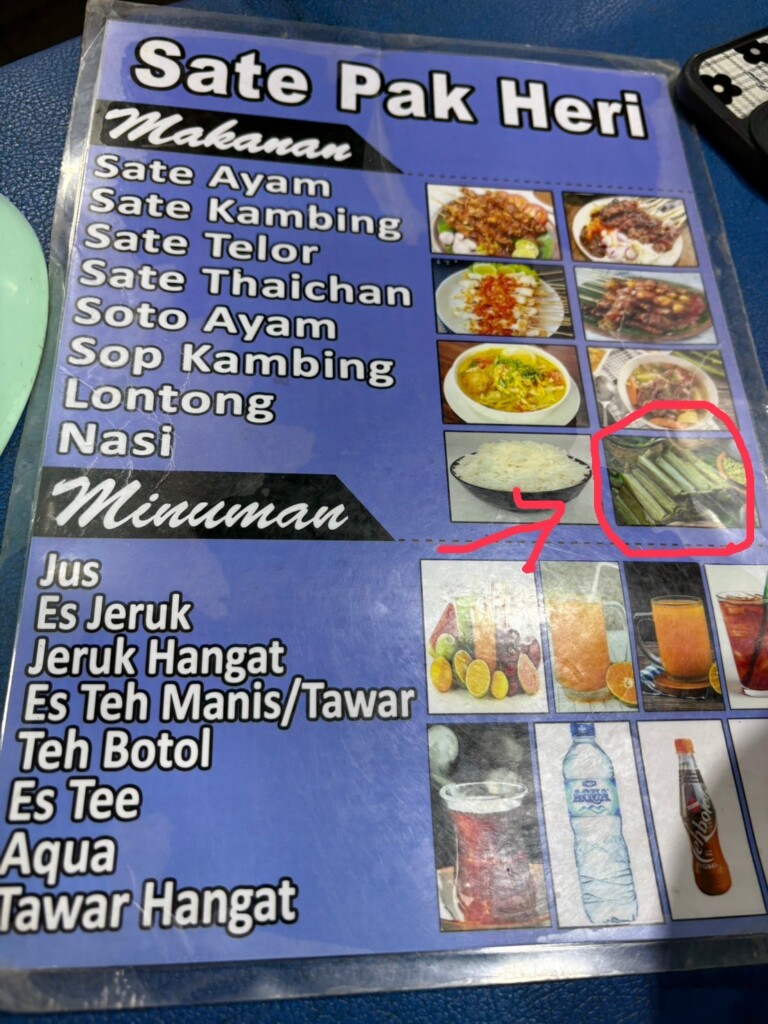 Sate Pak Heri
Makanan
Sate Ayam
Sate Kambing
Sate Telor
Sate Thaichan
Soto Ayam
Sop Kambing
Lontong
Nasi
Minuman
Jus
Es Jeruk
Jeruk Hangat
Es Teh Manis/Tawar
Teh Botol
Es Tee
Aqua
Tawar Hangat
AQUA